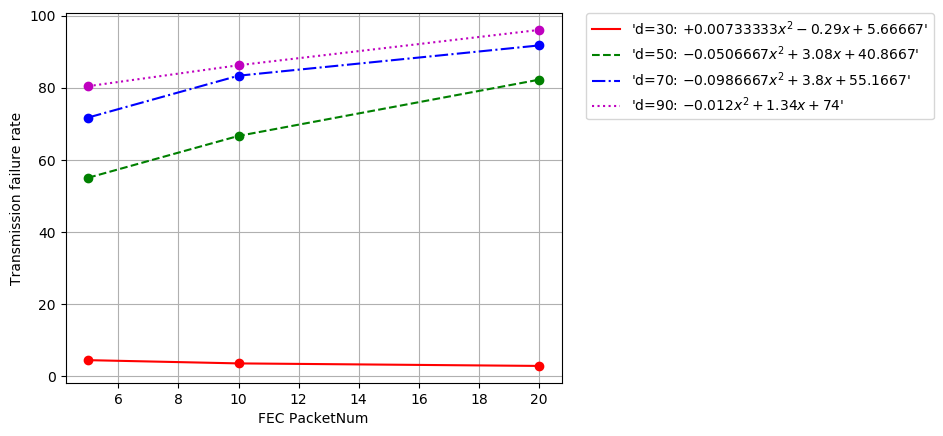 100
80
60
40
20
0
Transmission failure rate
6 8 10 12 14 16 18 20
FEC PacketNum
'd=30: +0.00733333x² − 0.29x + 5.66667'
'd=50: −0.0506667x² + 3.08x + 40.8667'
'd=70: −0.0986667x² + 3.8x + 55.1667'
'd=90: −0.012x² + 1.34x + 74'